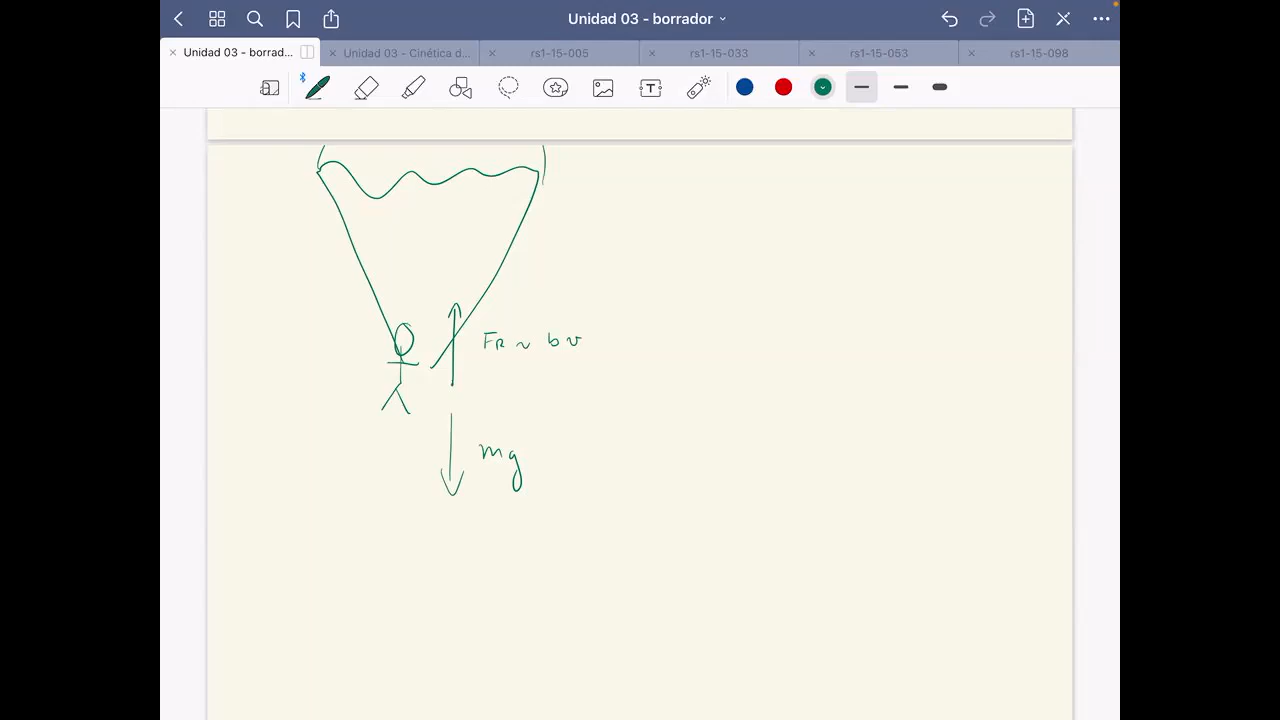 Unidad 03 - borrador
Unidad 03 - borrad...
Unidad 03 - Cinética d...
rs1-15-005
rs1-15-033
rs1-15-053
rs1-15-098
T
FR ~ bv
mg